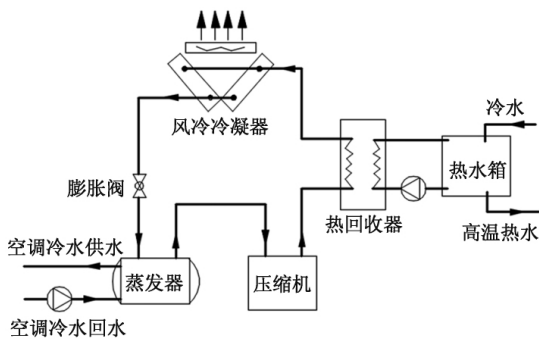 风冷冷凝器
冷水
热水箱
膨胀阀
热回收器
高温热水
空调冷水供水
蒸发器
压缩机
空调冷水回水